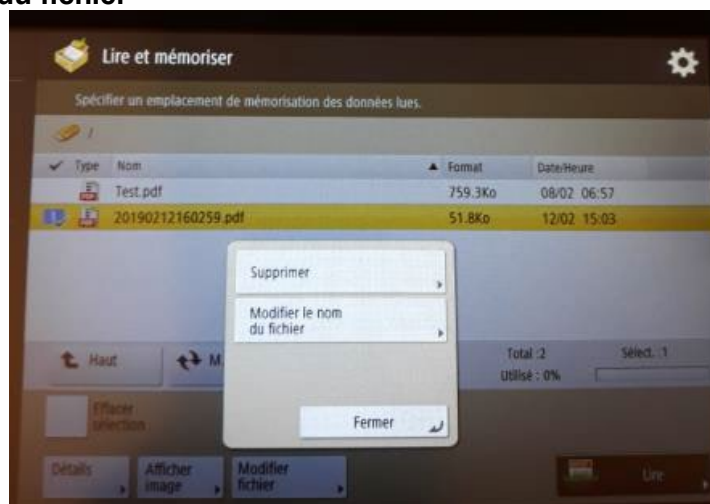 du fichier
Lire et mémoriser
Spécifier un emplacement de mémorisation des données lues.
/
Type Nom ▲ Format Date/Heure
Test.pdf 759.3Ko 08/02 06:57
20190212160259.pdf 51.8Ko 12/02 15:03
Supprimer
Modifier le nom
du fichier
Haut M
Total :2 Sélect. :1
Utilisé : 0%
Effacer
sélection
Fermer
Détails
Afficher
image
Modifier
fichier
Lire